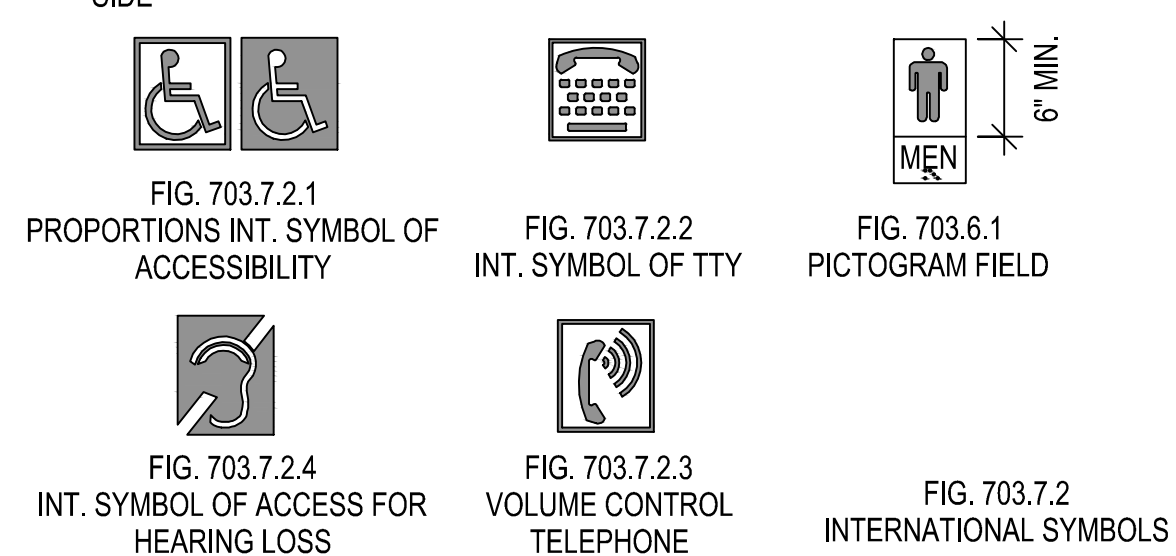 SIDE
6" MIN.
MEN
FIG. 703.7.2.1
PROPORTIONS INT. SYMBOL OF
ACCESSIBILITY
FIG. 703.7.2.2
INT. SYMBOL OF TTY
FIG. 703.6.1
PICTOGRAM FIELD
FIG. 703.7.2.4
INT. SYMBOL OF ACCESS FOR
HEARING LOSS
FIG. 703.7.2.3
VOLUME CONTROL
TELEPHONE
FIG. 703.7.2
INTERNATIONAL SYMBOLS